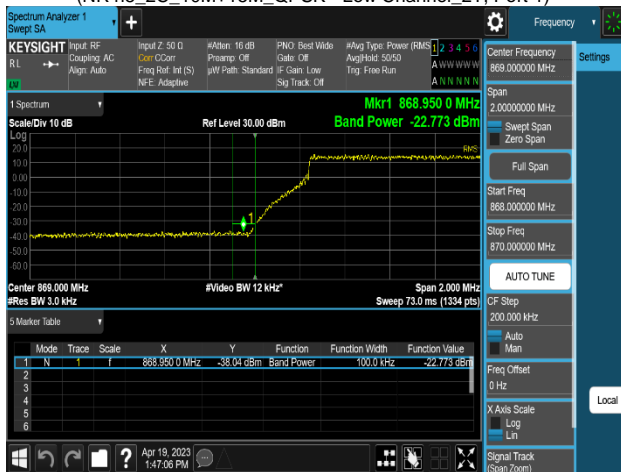 Spectrum Analyzer 1
Swept SA
Frequency
KEYSIGHT
RL
Input: RF
Coupling: AC
Align: Auto
Input Z: 50 Ω
Corr CCorr
Freq Ref: Int (S)
NFE: Adaptive
#Atten: 16 dB
Preamp: Off
µW Path: Standard
PNO: Best Wide
Gate: Off
IF Gain: Low
Sig Track: Off
#Avg Type: Power (RMS
Avg|Hold: 50/50
Trig: Free Run
1 2 3 4 5 6
A W W W W W
A N N N N N
1 Spectrum
Scale/Div 10 dB
Ref Level 30.00 dBm
Mkr1 868.950 0 MHz
Band Power -22.773 dBm
Log
20.0
10.0
0.00
-10.0
-20.0
-30.0
-40.0
-50.0
-60.0
RMS
1
Center 869.000 MHz
#Video BW 12 kHz*
Span 2.000 MHz
#Res BW 3.0 kHz
Sweep 73.0 ms (1334 pts)
5 Marker Table
Mode Trace Scale X Y Function Function Width Function Value
1 N 1 f 868.950 0 MHz -38.04 dBm Band Power 100.0 kHz -22.773 dBm
2
3
4
5
6
Apr 19, 2023
1:47:06 PM
Center Frequency
869.000000 MHz
Settings
Span
2.00000000 MHz
Swept Span
Zero Span
Full Span
Start Freq
868.000000 MHz
Stop Freq
870.000000 MHz
AUTO TUNE
CF Step
200.000 kHz
Auto
Man
Freq Offset
0 Hz
X Axis Scale
Log
Lin
Local
Signal Track
(Span Zoom)